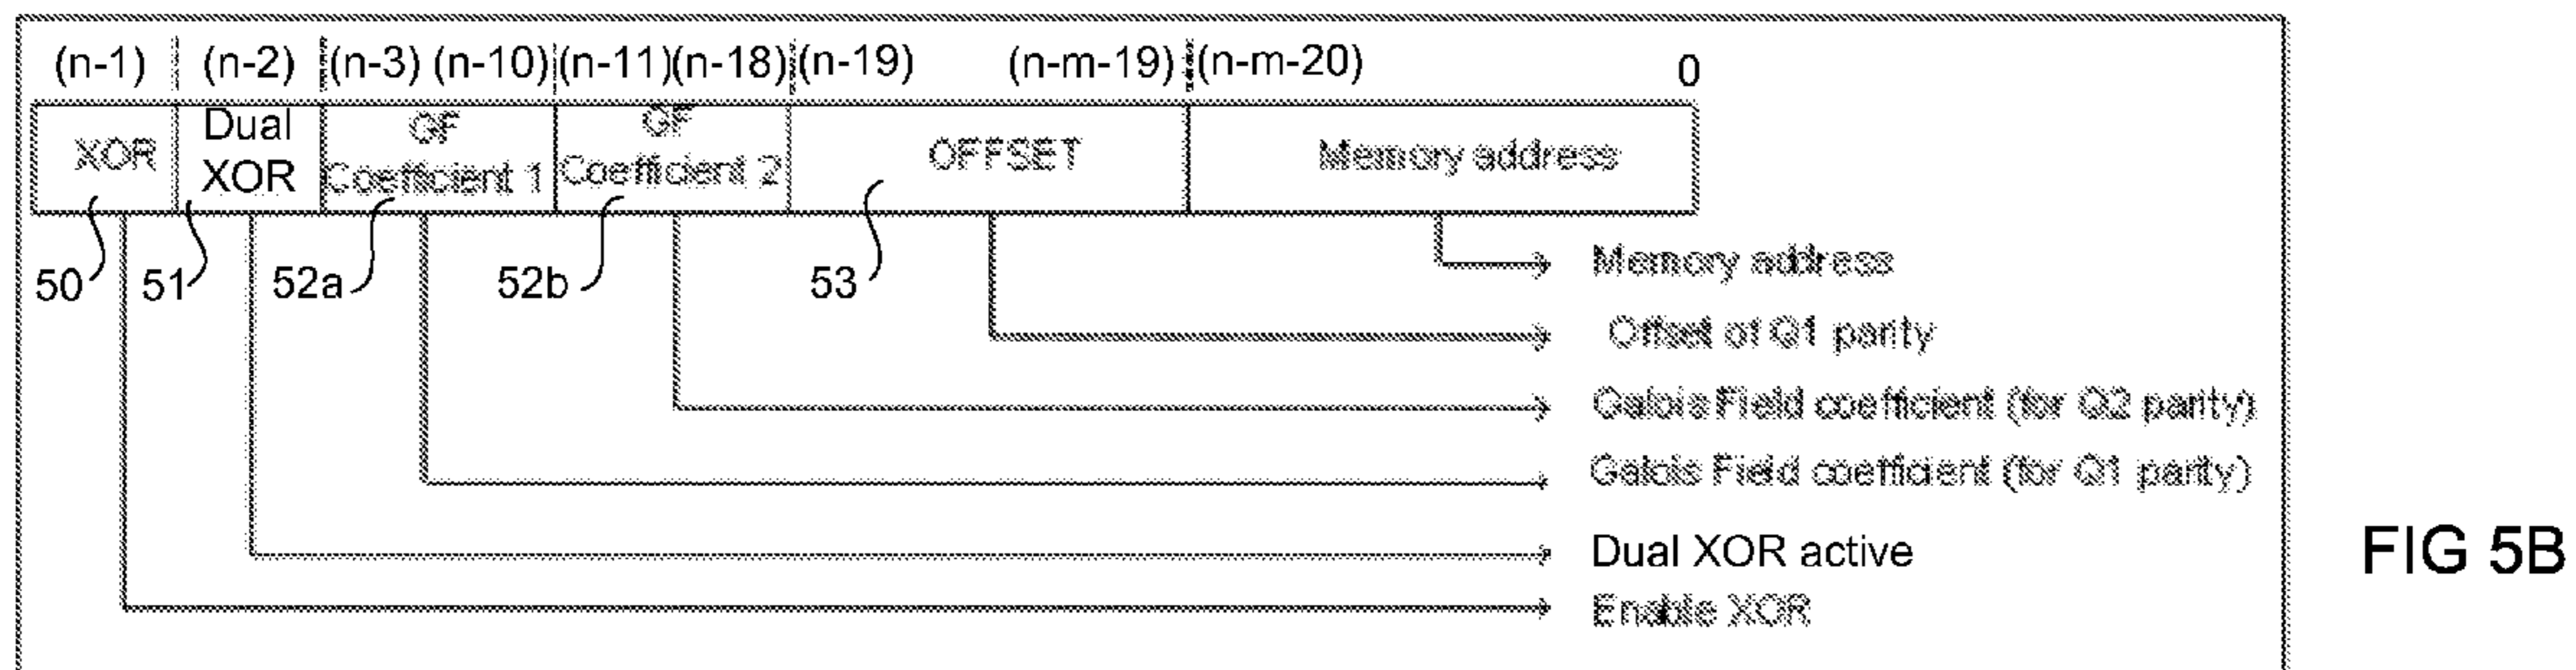 (n-1) (n-2) (n-3) (n-10) (n-11) (n-18) (n-19) (n-m-19) (n-m-20) 0
XOR
Dual
XOR
GF
Coefficient 1
GF
Coefficient 2
OFFSET
Memory address
50 51 52a 52b 53
Memory address
Offset of Q1 parity
Galois Field coefficient (for Q2 parity)
Galois Field coefficient (for Q1 parity)
Dual XOR active
Enable XOR
FIG 5B